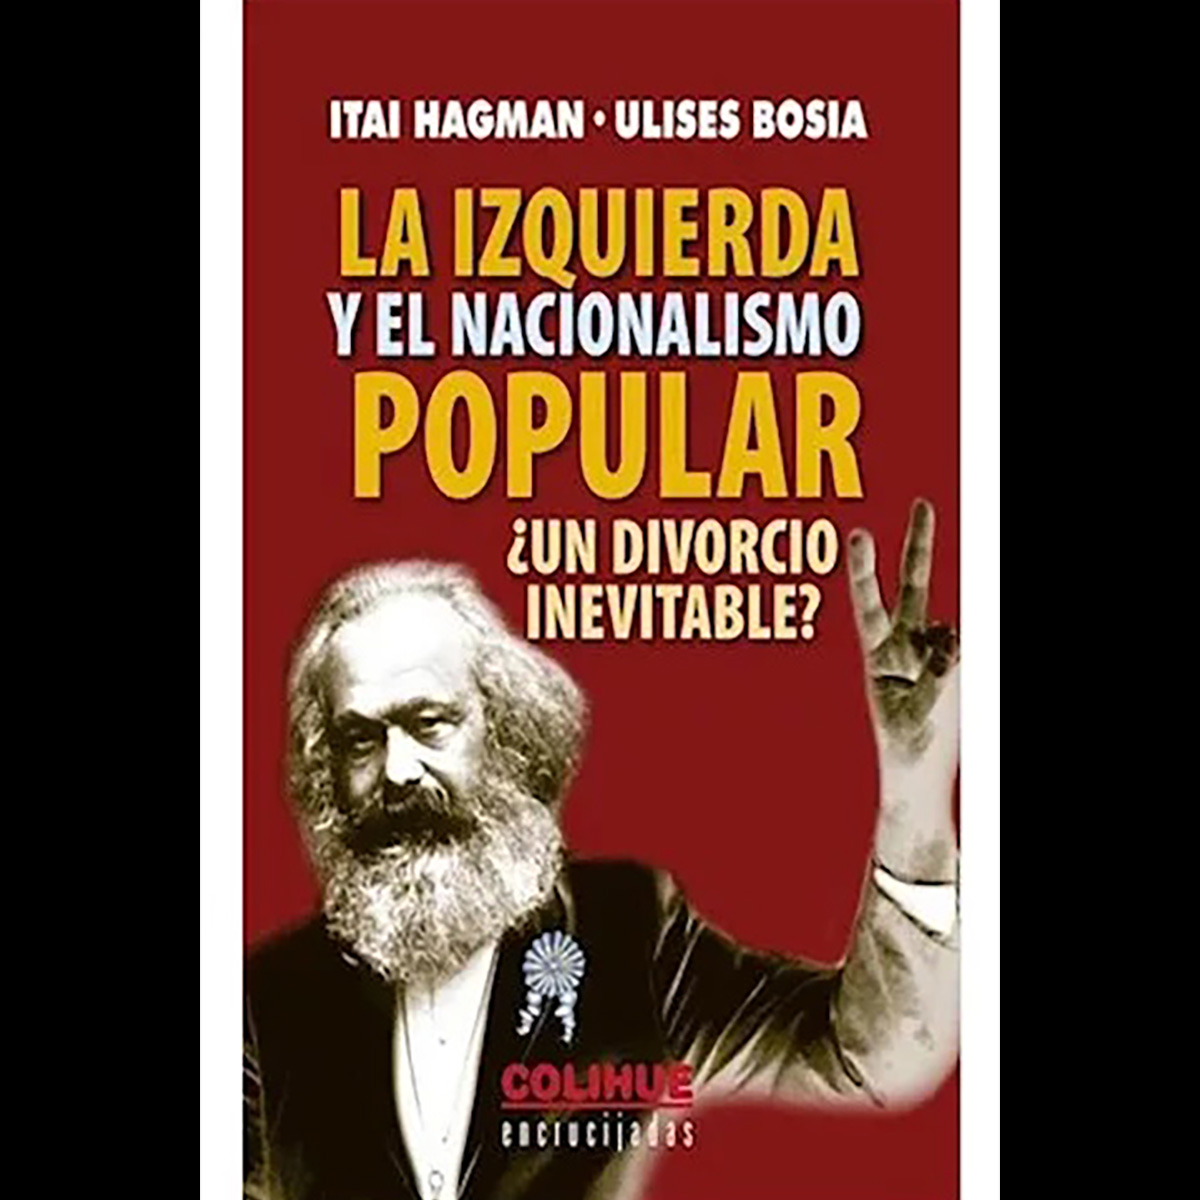 ITAI HAGMAN • ULISES BOSIA
LA IZQUIERDA
Y EL NACIONALISMO
POPULAR
¿UN DIVORCIO
INEVITABLE?
COLIHUE
encrucijadas